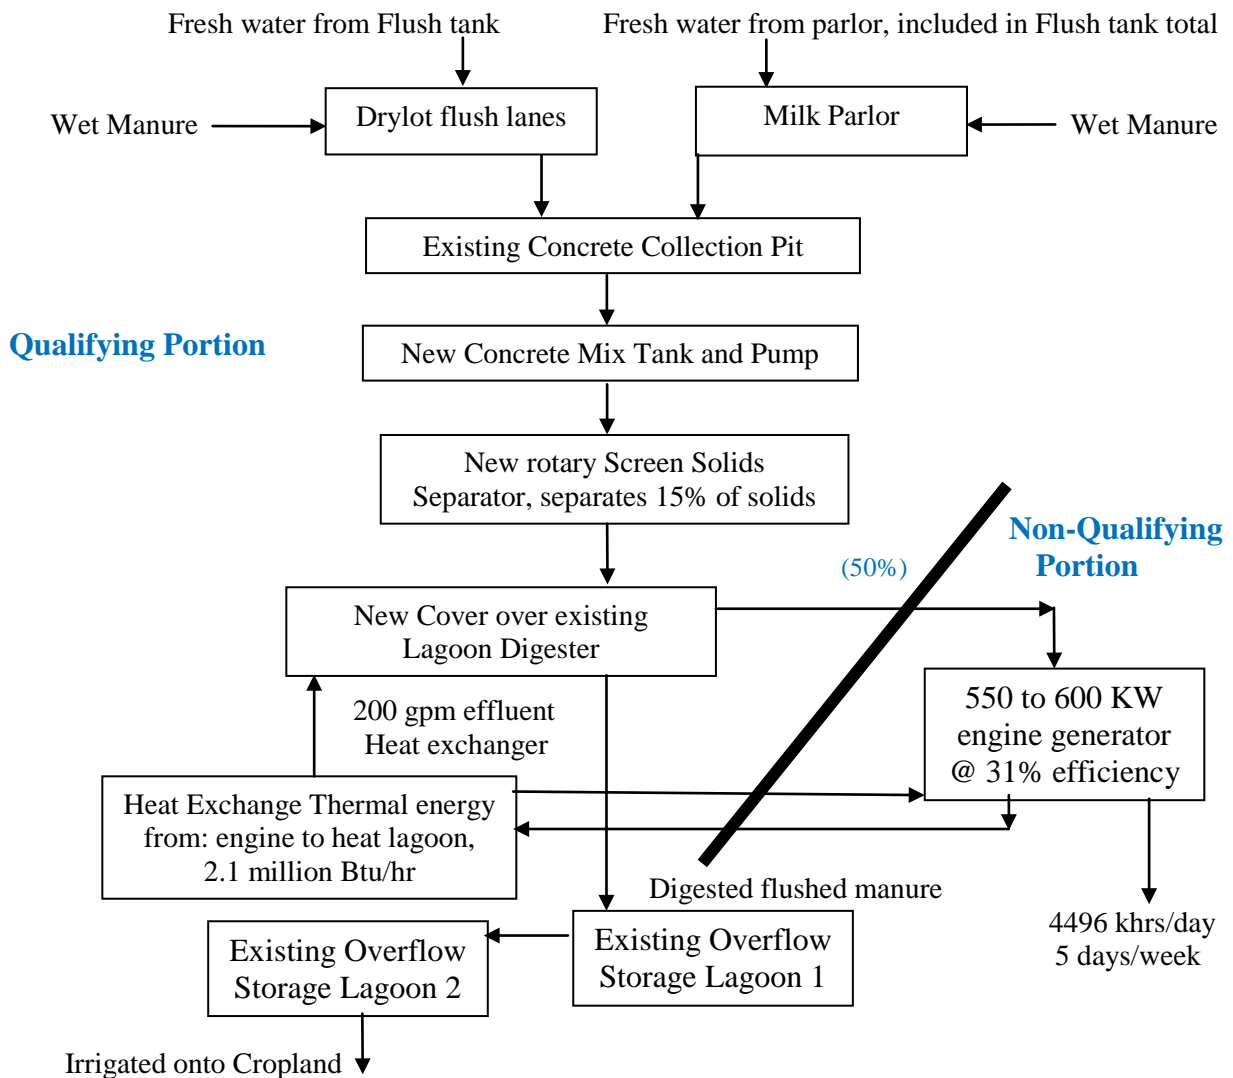 Fresh water from Flush tank
Fresh water from parlor, included in Flush tank total
Wet Manure
Drylot flush lanes
Milk Parlor
Wet Manure
Existing Concrete Collection Pit
Qualifying Portion
New Concrete Mix Tank and Pump
New rotary Screen Solids
Separator, separates 15% of solids
Non-Qualifying
Portion
(50%)
New Cover over existing
Lagoon Digester
200 gpm effluent
Heat exchanger
550 to 600 KW
engine generator
@ 31% efficiency
Heat Exchange Thermal energy
from: engine to heat lagoon,
2.1 million Btu/hr
Digested flushed manure
4496 khrs/day
5 days/week
Existing Overflow
Storage Lagoon 1
Existing Overflow
Storage Lagoon 2
Irrigated onto Cropland